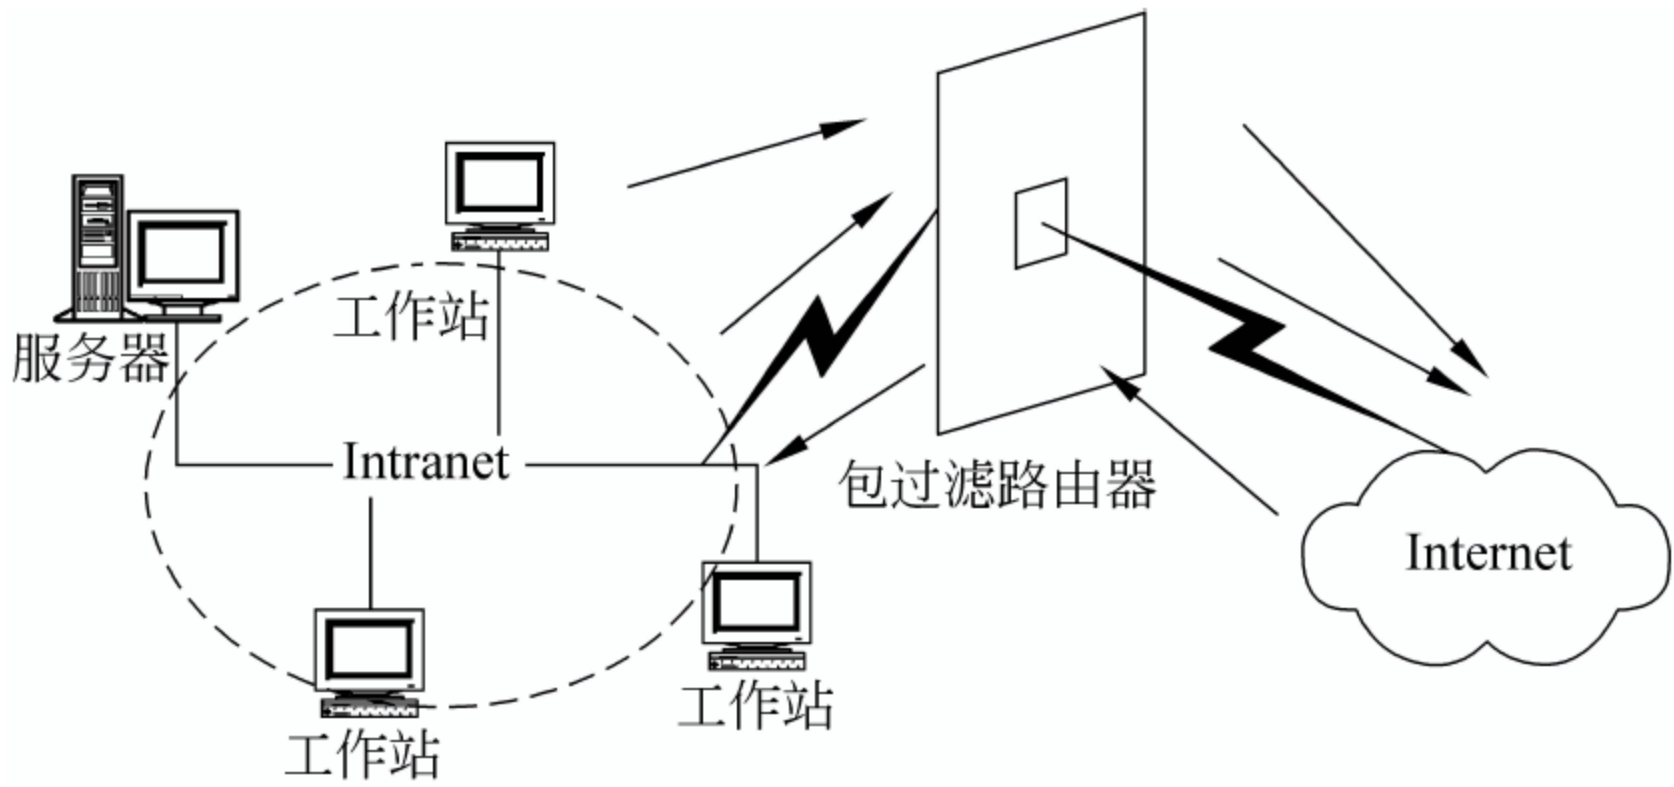 工作站
服务器
Intranet
包过滤路由器
Internet
工作站
工作站